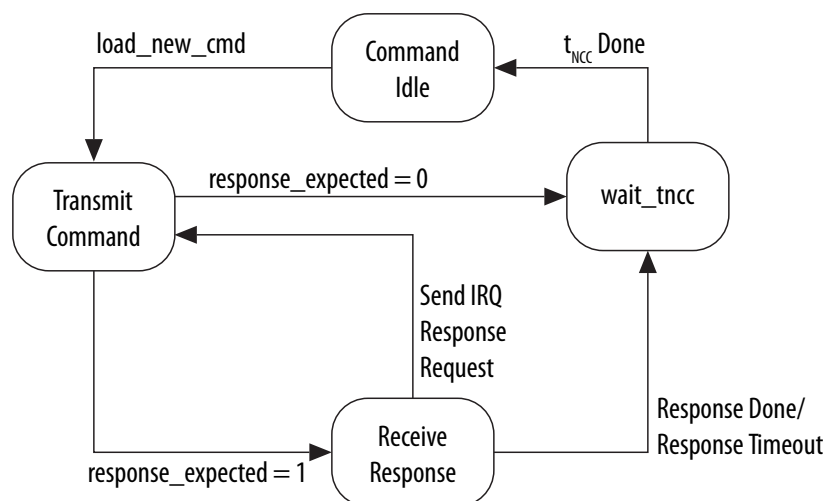 load_new_cmd
Command
Idle
tNCC Done
response_expected = 0
Transmit
Command
wait_tncc
Send IRQ
Response
Request
Response Done/
Response Timeout
Receive
Response
response_expected = 1